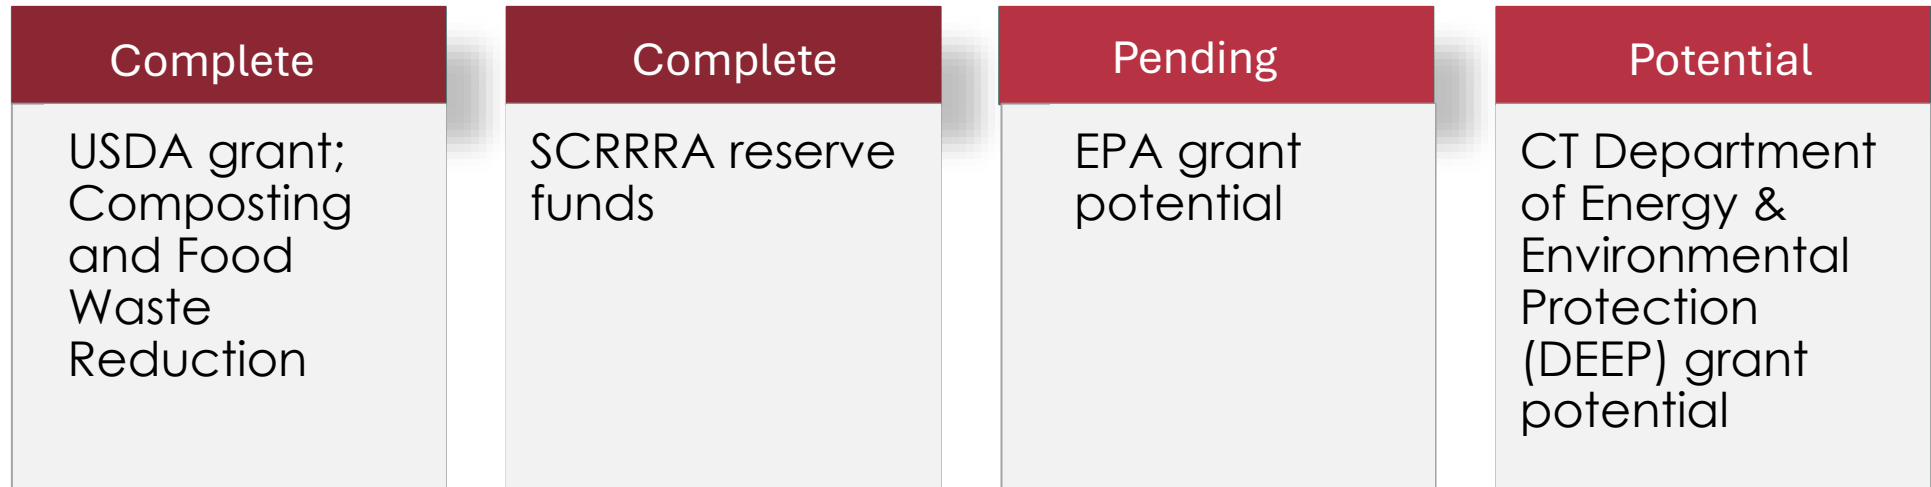 Complete
USDA grant;
Composting
and Food
Waste
Reduction
Complete
SCRRRA reserve
funds
Pending
EPA grant
potential
Potential
CT Department
of Energy &
Environmental
Protection
(DEEP) grant
potential